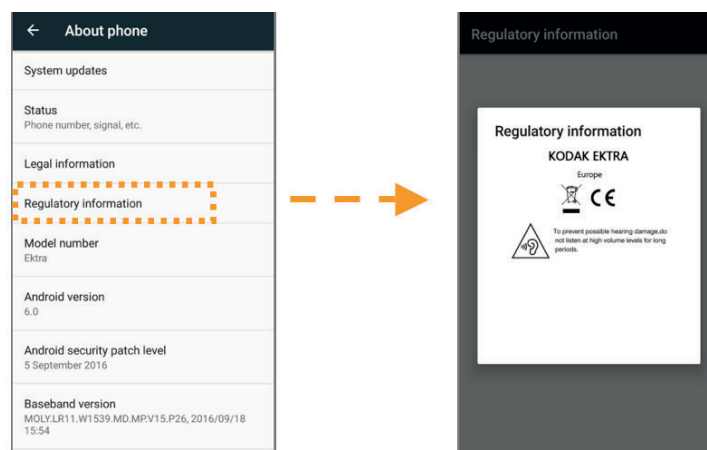 About phone
System updates
Status
Phone number, signal, etc.
Legal information
Regulatory information
Model number
Ektra
Android version
6.0
Android security patch level
5 September 2016
Baseband version
MOLY.LR11.W1539.MD.MP.V15.P26, 2016/09/18
15:54
Regulatory information
Regulatory information
KODAK EKTRA
Europe
CE
To prevent possible hearing damage,do
not listen at high volume levels for long
periods.